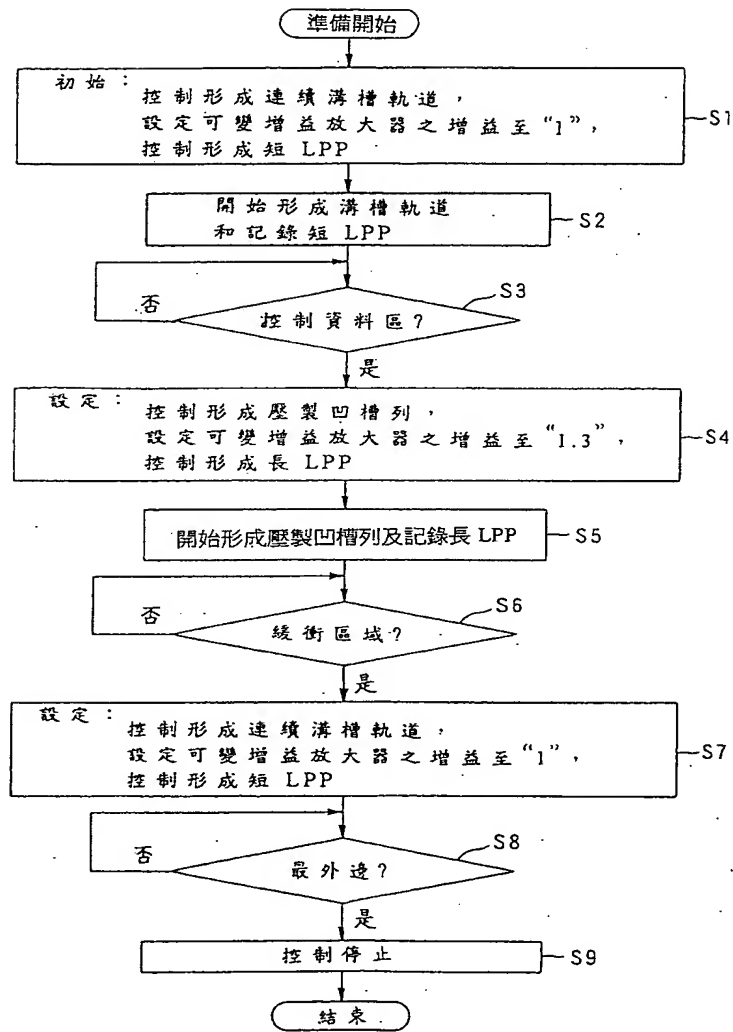 準備開始
初始：
控制形成連續溝槽軌道，
設定可變增益放大器之增益至“1”，
控制形成短 LPP
S1
開始形成溝槽軌道
和記錄短 LPP
S2
S3
否
控制資料區？
是
設定：
控制形成壓製凹槽列，
設定可變增益放大器之增益至“1.3”，
控制形成長 LPP
S4
開始形成壓製凹槽列及記錄長 LPP
S5
S6
否
緩衝區域？
是
設定：
控制形成連續溝槽軌道，
設定可變增益放大器之增益至“1”，
控制形成短 LPP
S7
S8
否
最外邊？
是
控制停止
S9
結束